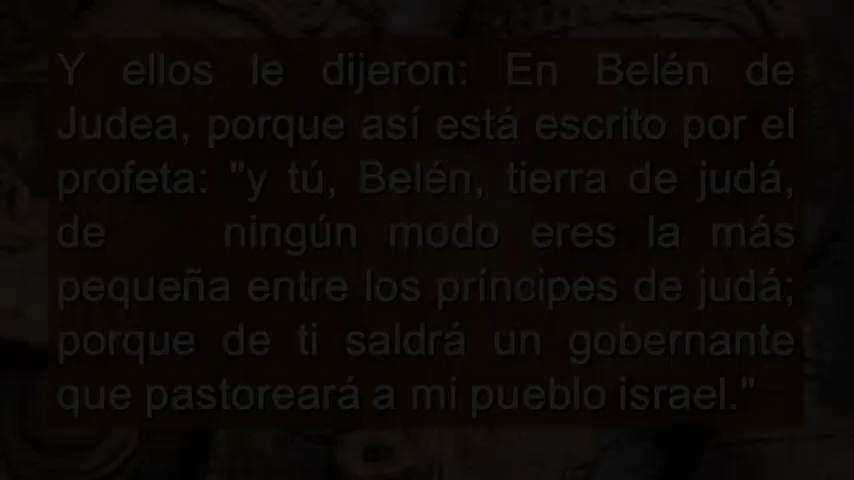 Y ellos le dijeron: En Belén de
Judea, porque así está escrito por el
profeta: "y tú, Belén, tierra de judá,
de ningún modo eres la más
pequeña entre los príncipes de judá;
porque de ti saldrá un gobernante
que pastoreará a mi pueblo israel."